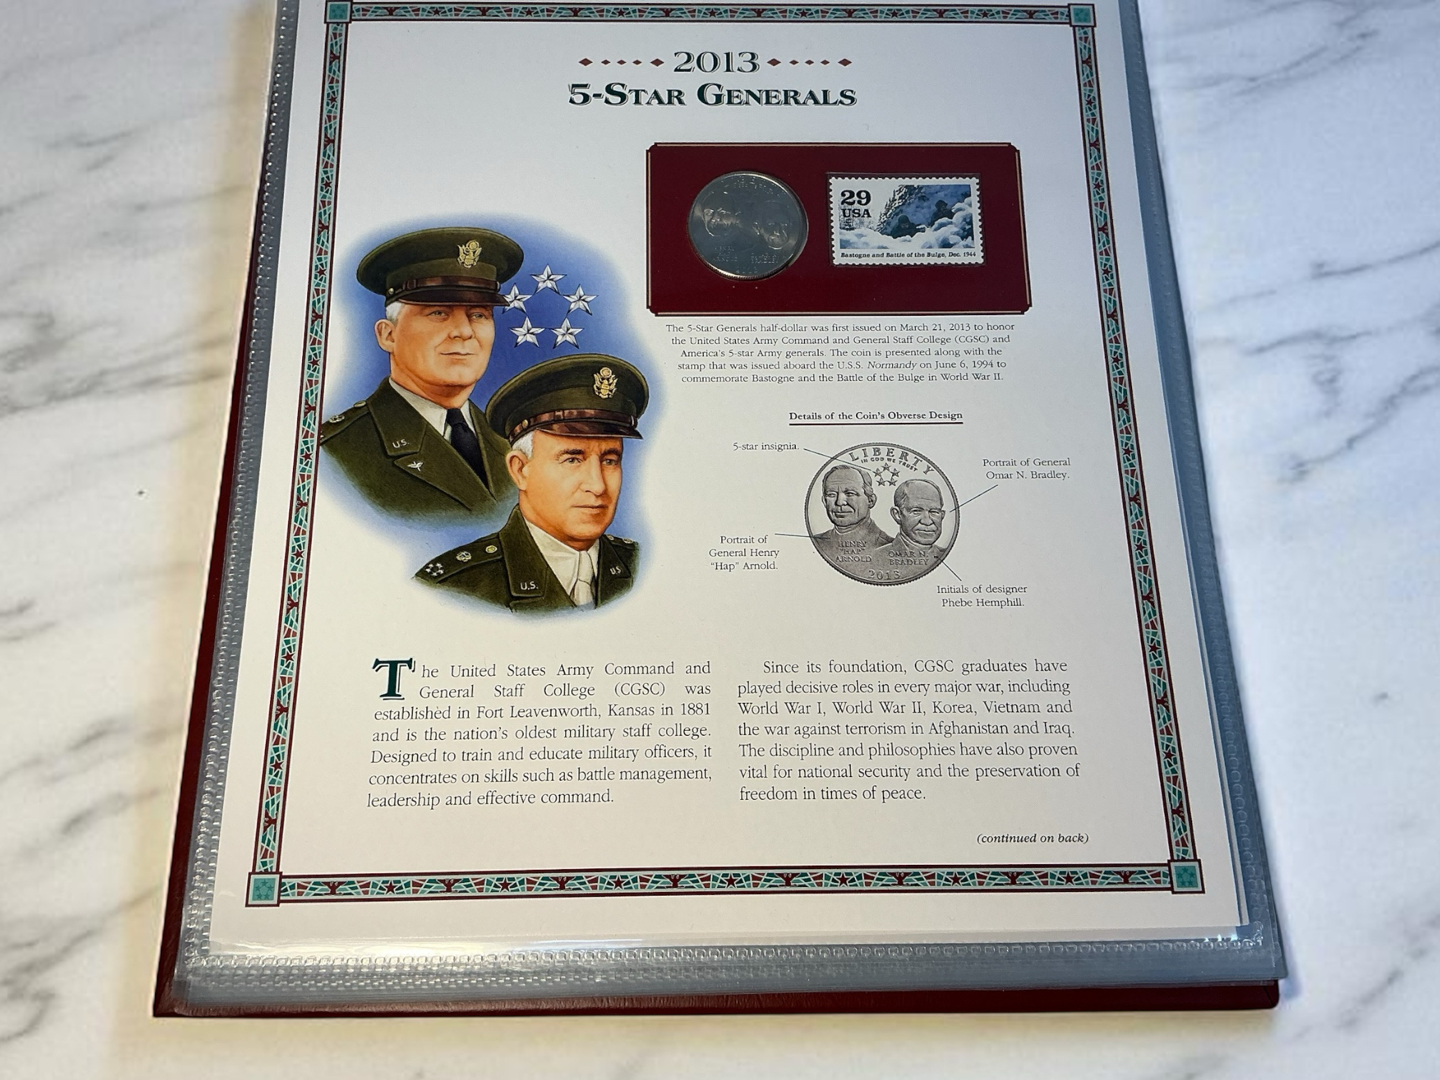 2013
5-STAR GENERALS
29
USA
Bastogne and Battle of the Bulge, Dec. 1944
The 5-Star Generals half-dollar was first issued on March 21, 2013 to honor
the United States Army Command and General Staff College (CGSC) and
America's 5-star Army generals. The coin is presented along with the
stamp that was issued aboard the U.S.S. Normandy on June 6, 1994 to
commemorate Bastogne and the Battle of the Bulge in World War II.
Details of the Coin's Obverse Design
5-star insignia.
LIBERTY
IN GOD WE TRUST
Portrait of General
Omar N. Bradley.
Portrait of
General Henry
"Hap" Arnold.
HENRY
"HAP"
ARNOLD
OMAR N.
BRADLEY
2013
Initials of designer
Phebe Hemphill.
U.S.
U.S.
U.S.
The United States Army Command and
General Staff College (CGSC) was
established in Fort Leavenworth, Kansas in 1881
and is the nation's oldest military staff college.
Designed to train and educate military officers, it
concentrates on skills such as battle management,
leadership and effective command.
Since its foundation, CGSC graduates have
played decisive roles in every major war, including
World War I, World War II, Korea, Vietnam and
the war against terrorism in Afghanistan and Iraq.
The discipline and philosophies have also proven
vital for national security and the preservation of
freedom in times of peace.
(continued on back)